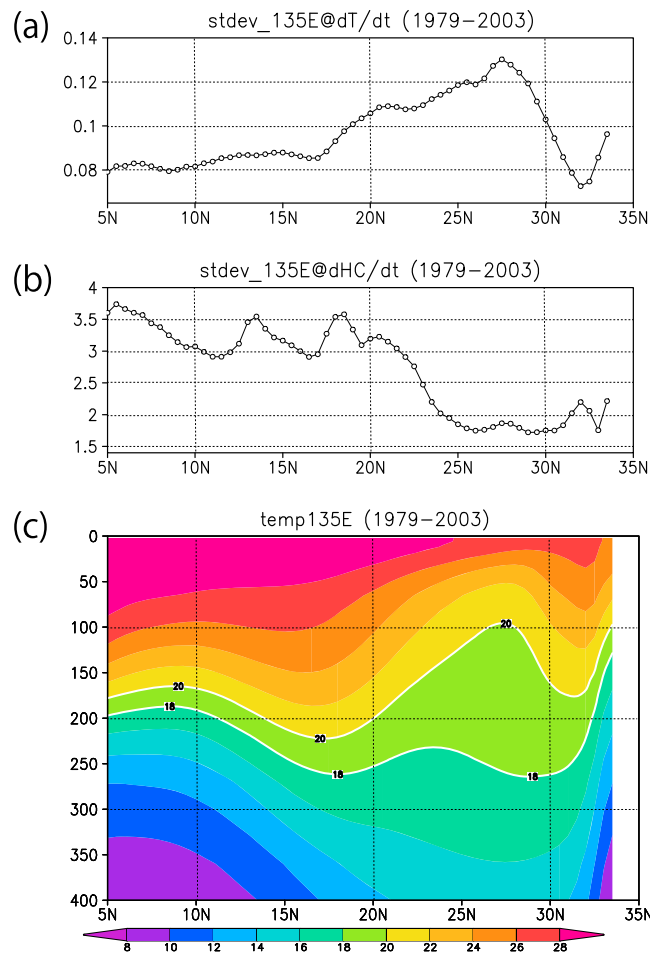 (a)
stdev_135E@dT/dt (1979-2003)
0.14
0.12
0.1
0.08
5N 10N 15N 20N 25N 30N 35N
(b)
stdev_135E@dHC/dt (1979-2003)
4
3.5
3
2.5
2
1.5
5N 10N 15N 20N 25N 30N 35N
(c)
temp135E (1979-2003)
0
50
100
150
200
250
300
350
400
20
20
20
18
18
18
5N 10N 15N 20N 25N 30N 35N
8 10 12 14 16 18 20 22 24 26 28